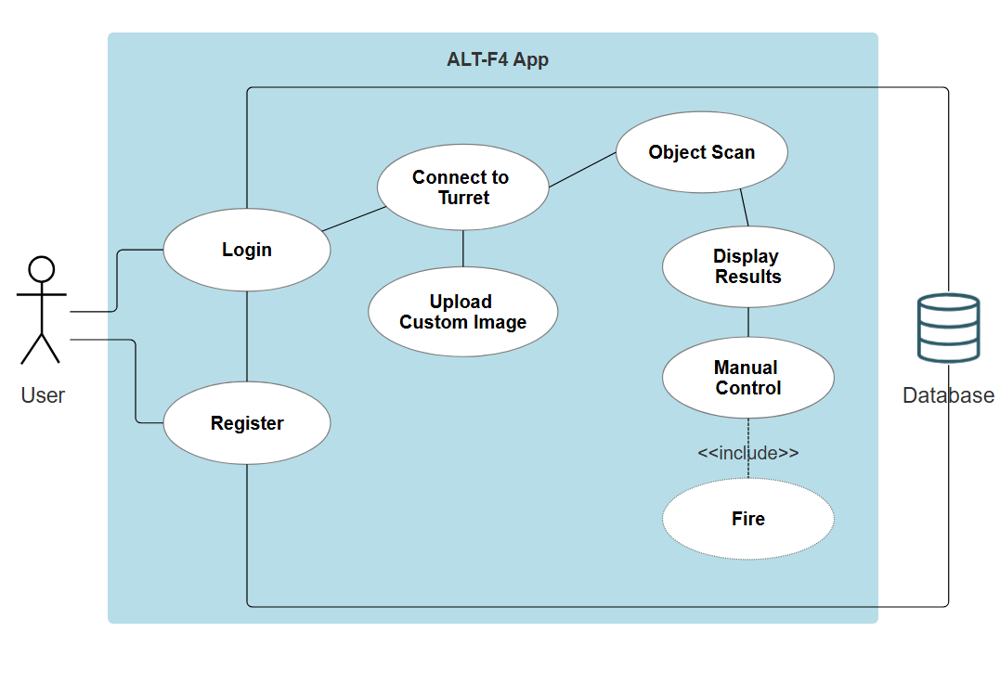 ALT-F4 App
Object Scan
Connect to
Turret
Login
Display
Results
Upload
Custom Image
Manual
Control
User
Database
Register
<<include>>
Fire